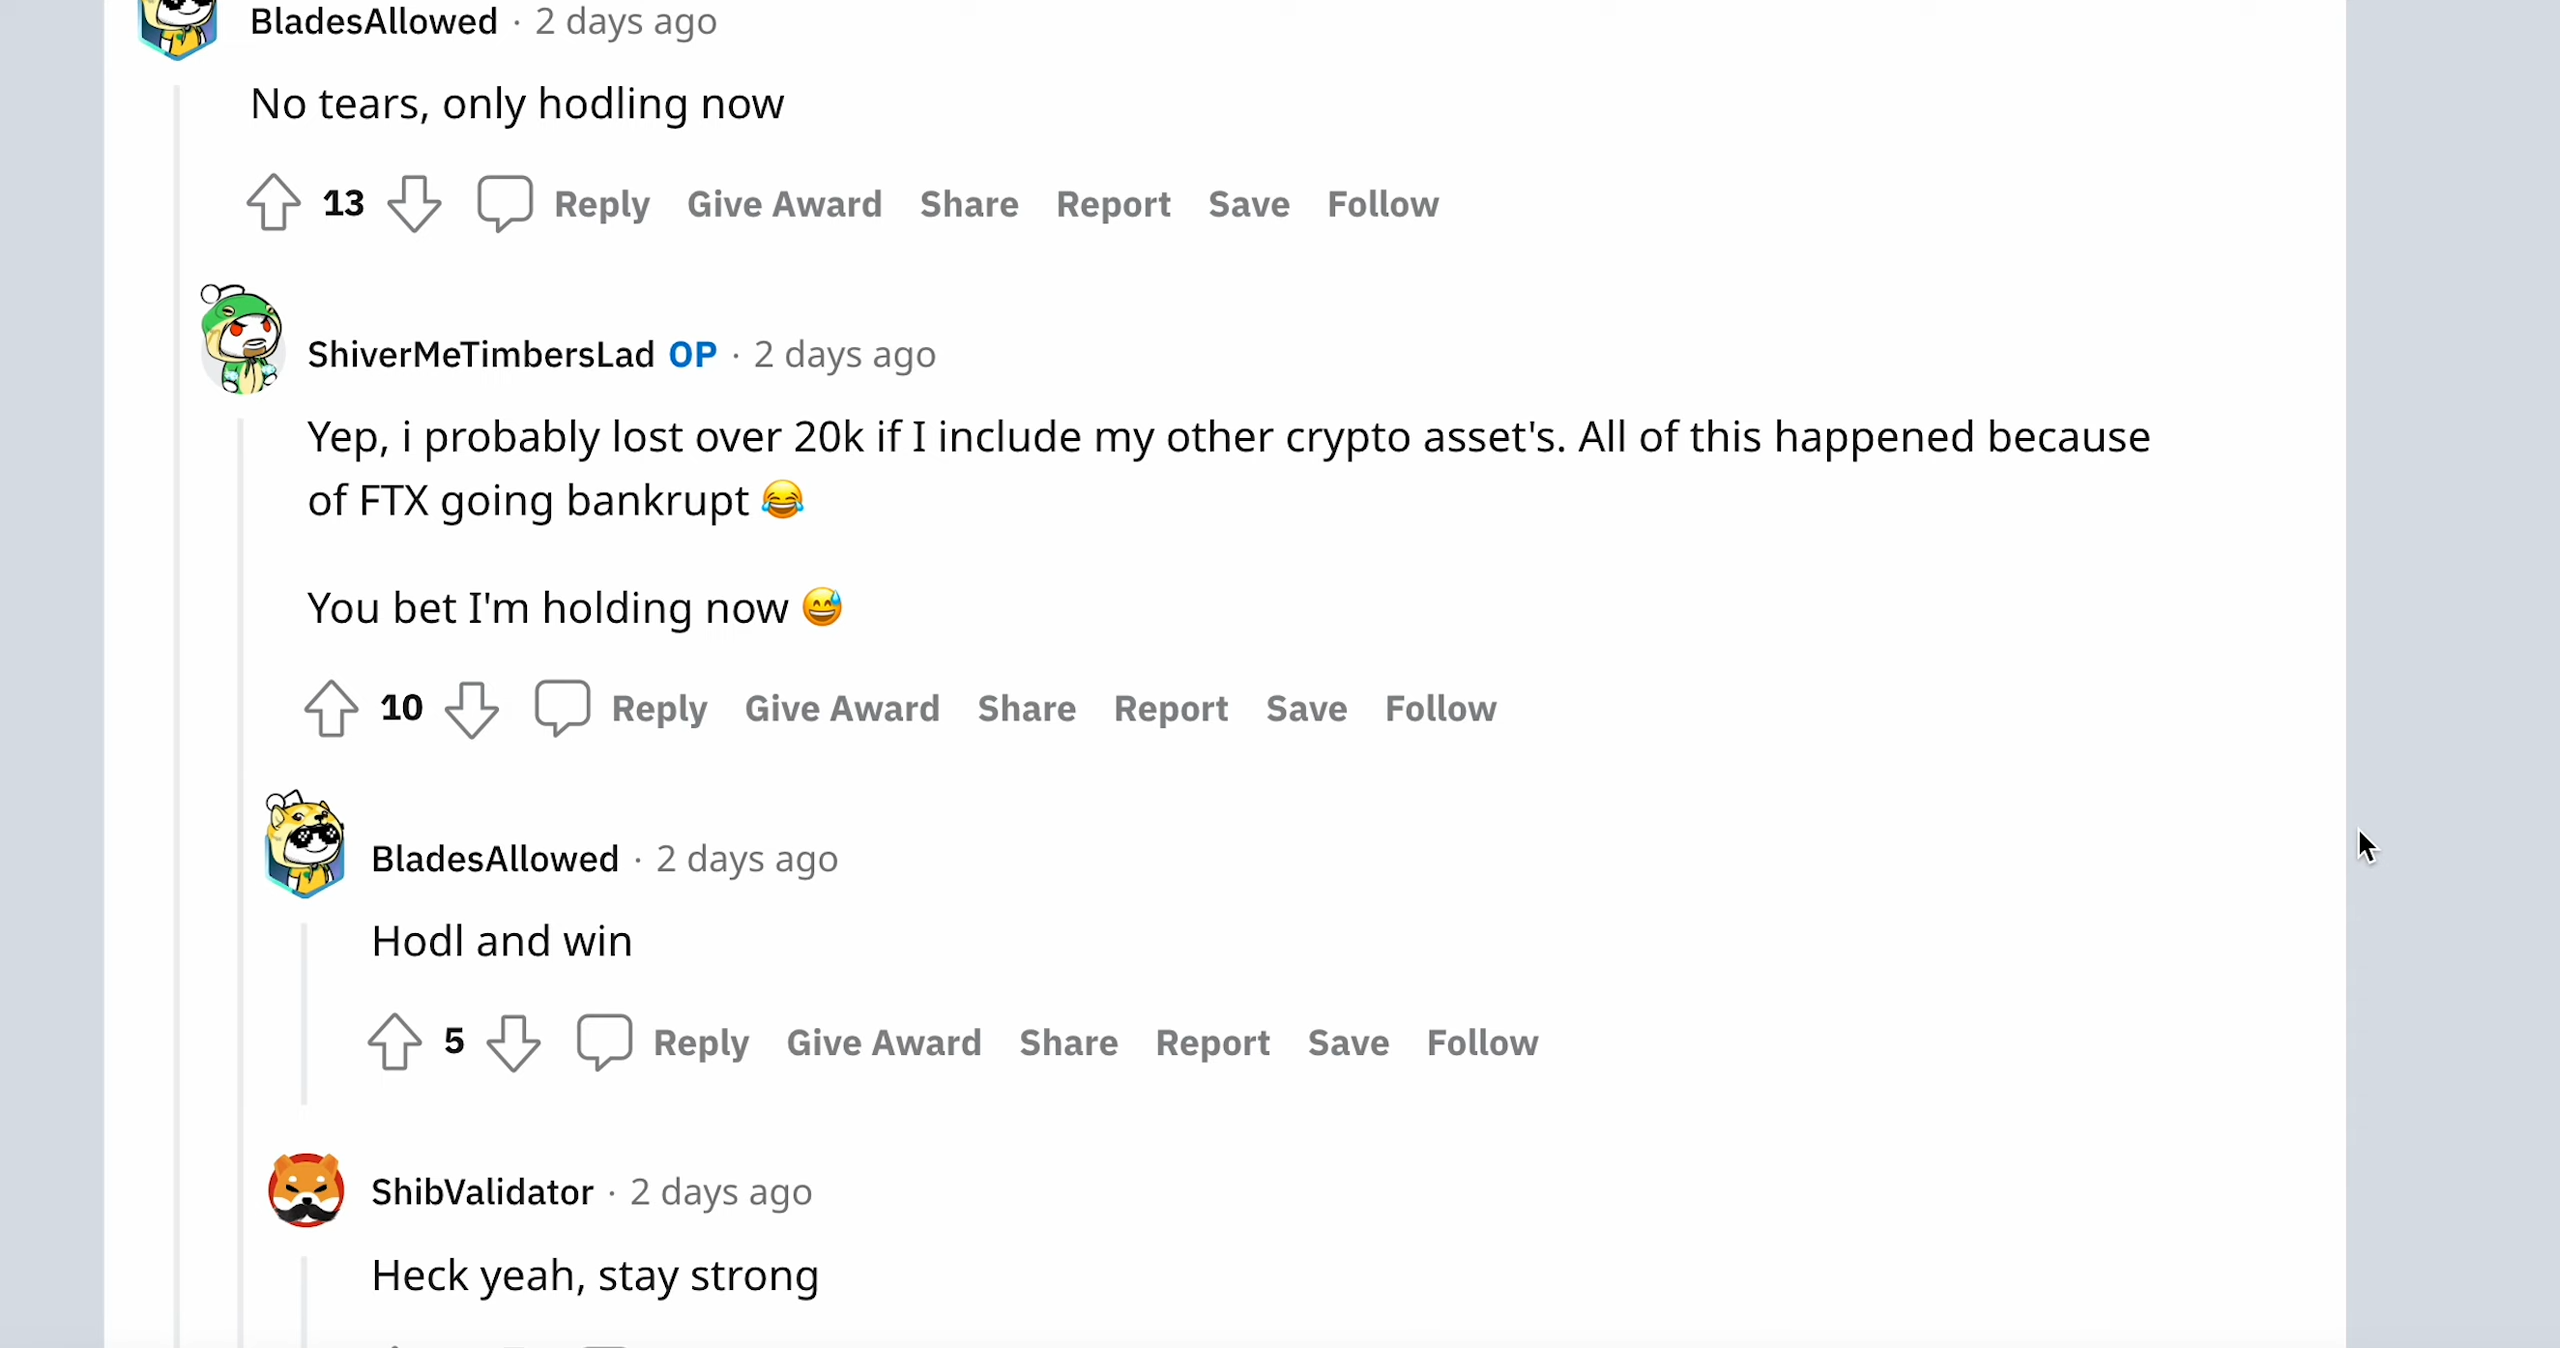 BladesAllowed · 2 days ago
No tears, only hodling now
13 Reply Give Award Share Report Save Follow
ShiverMeTimbersLad OP · 2 days ago
Yep, i probably lost over 20k if I include my other crypto asset's. All of this happened because
of FTX going bankrupt 😂
You bet I'm holding now 😅
10 Reply Give Award Share Report Save Follow
BladesAllowed · 2 days ago
Hodl and win
5 Reply Give Award Share Report Save Follow
ShibValidator · 2 days ago
Heck yeah, stay strong